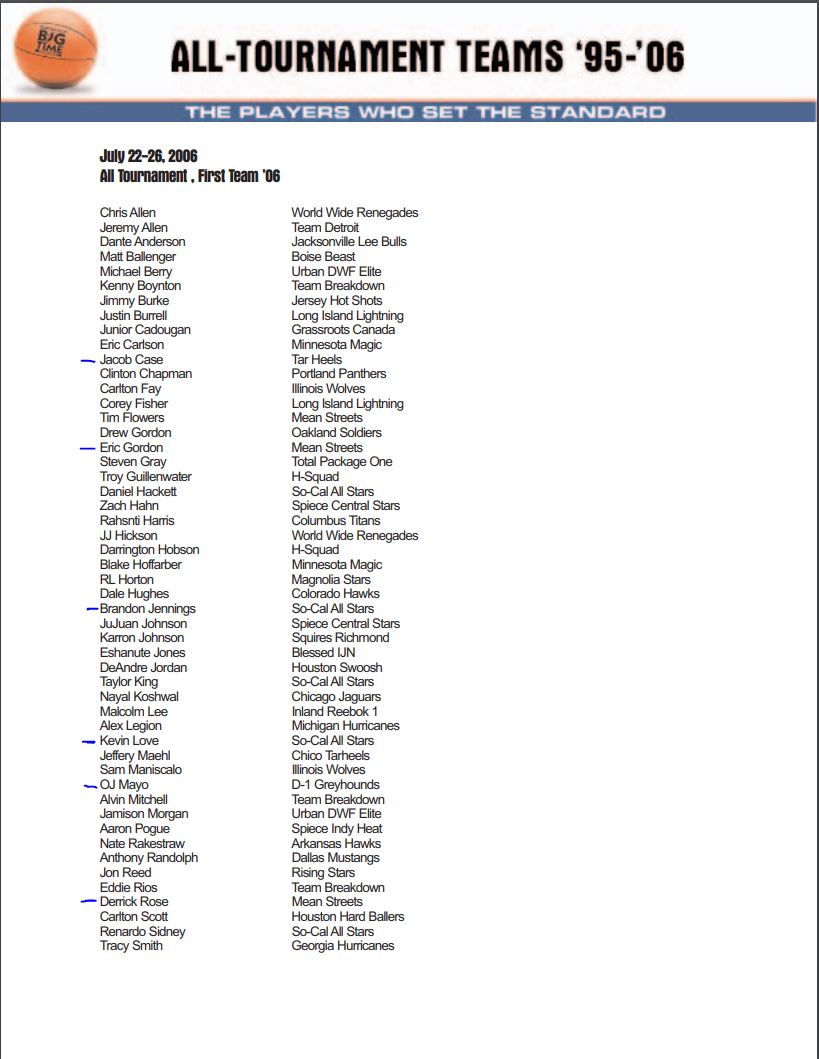 BIG
TIME
ALL-TOURNAMENT TEAMS '95-'06
THE PLAYERS WHO SET THE STANDARD
July 22-26, 2006
All Tournament , First Team '06
Chris Allen World Wide Renegades
Jeremy Allen Team Detroit
Dante Anderson Jacksonville Lee Bulls
Matt Ballenger Boise Beast
Michael Berry Urban DWF Elite
Kenny Boynton Team Breakdown
Jimmy Burke Jersey Hot Shots
Justin Burrell Long Island Lightning
Junior Cadougan Grassroots Canada
Eric Carlson Minnesota Magic
Jacob Case Tar Heels
Clinton Chapman Portland Panthers
Carlton Fay Illinois Wolves
Corey Fisher Long Island Lightning
Tim Flowers Mean Streets
Drew Gordon Oakland Soldiers
Eric Gordon Mean Streets
Steven Gray Total Package One
Troy Guillenwater H-Squad
Daniel Hackett So-Cal All Stars
Zach Hahn Spiece Central Stars
Rahsnti Harris Columbus Titans
JJ Hickson World Wide Renegades
Darrington Hobson H-Squad
Blake Hoffarber Minnesota Magic
RL Horton Magnolia Stars
Dale Hughes Colorado Hawks
Brandon Jennings So-Cal All Stars
JuJuan Johnson Spiece Central Stars
Karron Johnson Squires Richmond
Eshanute Jones Blessed IJN
DeAndre Jordan Houston Swoosh
Taylor King So-Cal All Stars
Nayal Koshwal Chicago Jaguars
Malcolm Lee Inland Reebok 1
Alex Legion Michigan Hurricanes
Kevin Love So-Cal All Stars
Jeffery Maehl Chico Tarheels
Sam Maniscalo Illinois Wolves
OJ Mayo D-1 Greyhounds
Alvin Mitchell Team Breakdown
Jamison Morgan Urban DWF Elite
Aaron Pogue Spiece Indy Heat
Nate Rakestraw Arkansas Hawks
Anthony Randolph Dallas Mustangs
Jon Reed Rising Stars
Eddie Rios Team Breakdown
Derrick Rose Mean Streets
Carlton Scott Houston Hard Ballers
Renardo Sidney So-Cal All Stars
Tracy Smith Georgia Hurricanes